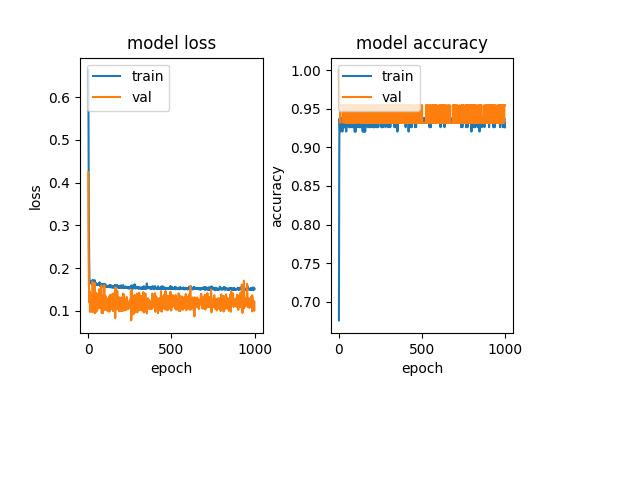 model loss
train
val
0.6
0.5
0.4
0.3
0.2
0.1
loss
0
500
1000
epoch
model accuracy
train
val
1.00
0.95
0.90
0.85
0.80
0.75
0.70
accuracy
0
500
1000
epoch